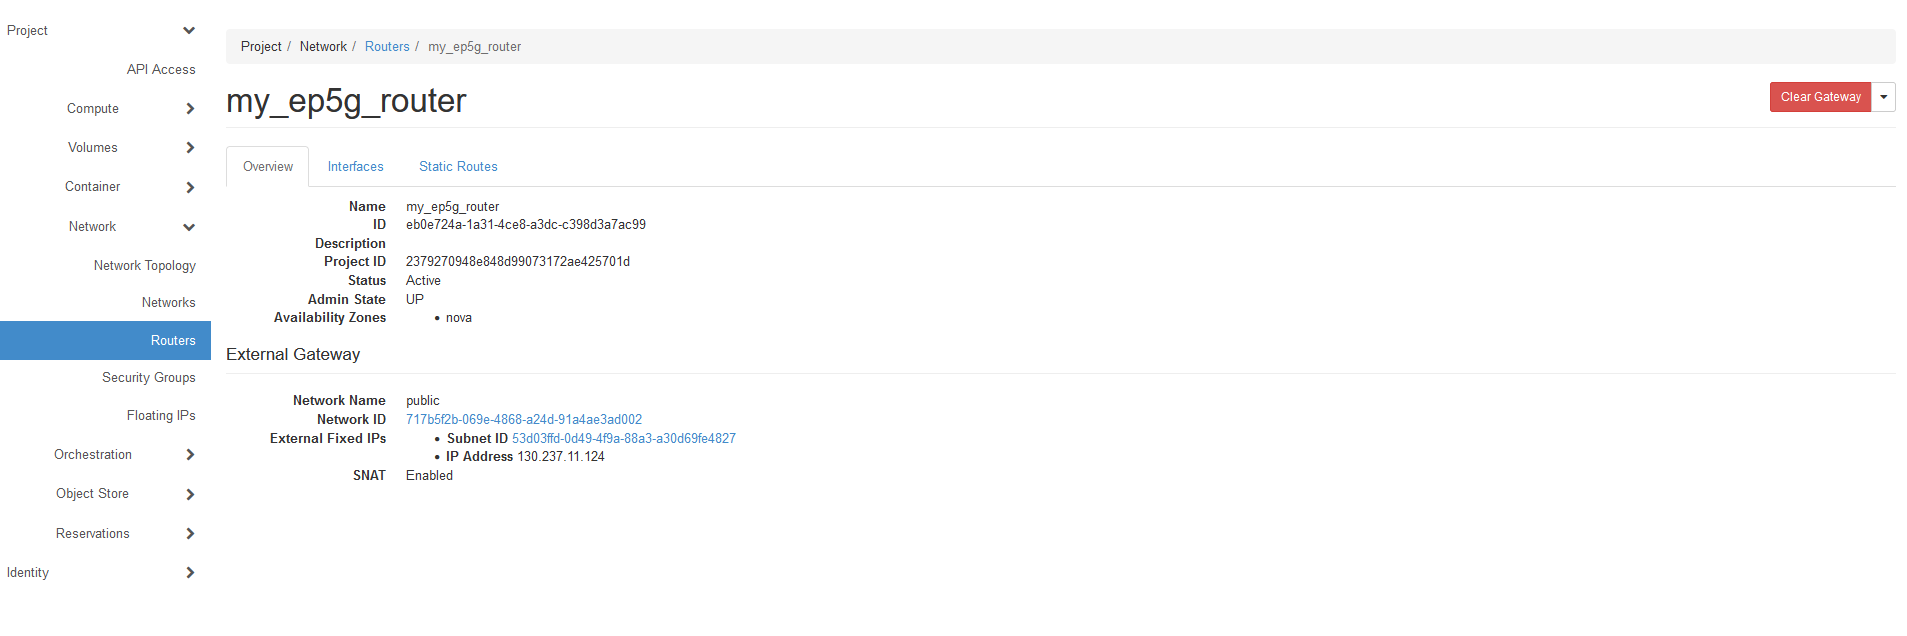 Project
API Access
Compute
Volumes
Container
Network
Network Topology
Networks
Routers
Security Groups
Floating IPs
Orchestration
Object Store
Reservations
Identity
Project / Network / Routers / my_ep5g_router
my_ep5g_router
Clear Gateway
Overview Interfaces Static Routes
Name my_ep5g_router
ID eb0e724a-1a31-4ce8-a3dc-c398d3a7ac99
Description
Project ID 2379270948e848d99073172ae425701d
Status Active
Admin State UP
Availability Zones • nova
External Gateway
Network Name public
Network ID 717b5f2b-069e-4868-a24d-91a4ae3ad002
External Fixed IPs • Subnet ID 53d03ffd-0d49-4f9a-88a3-a30d69fe4827
• IP Address 130.237.11.124
SNAT Enabled